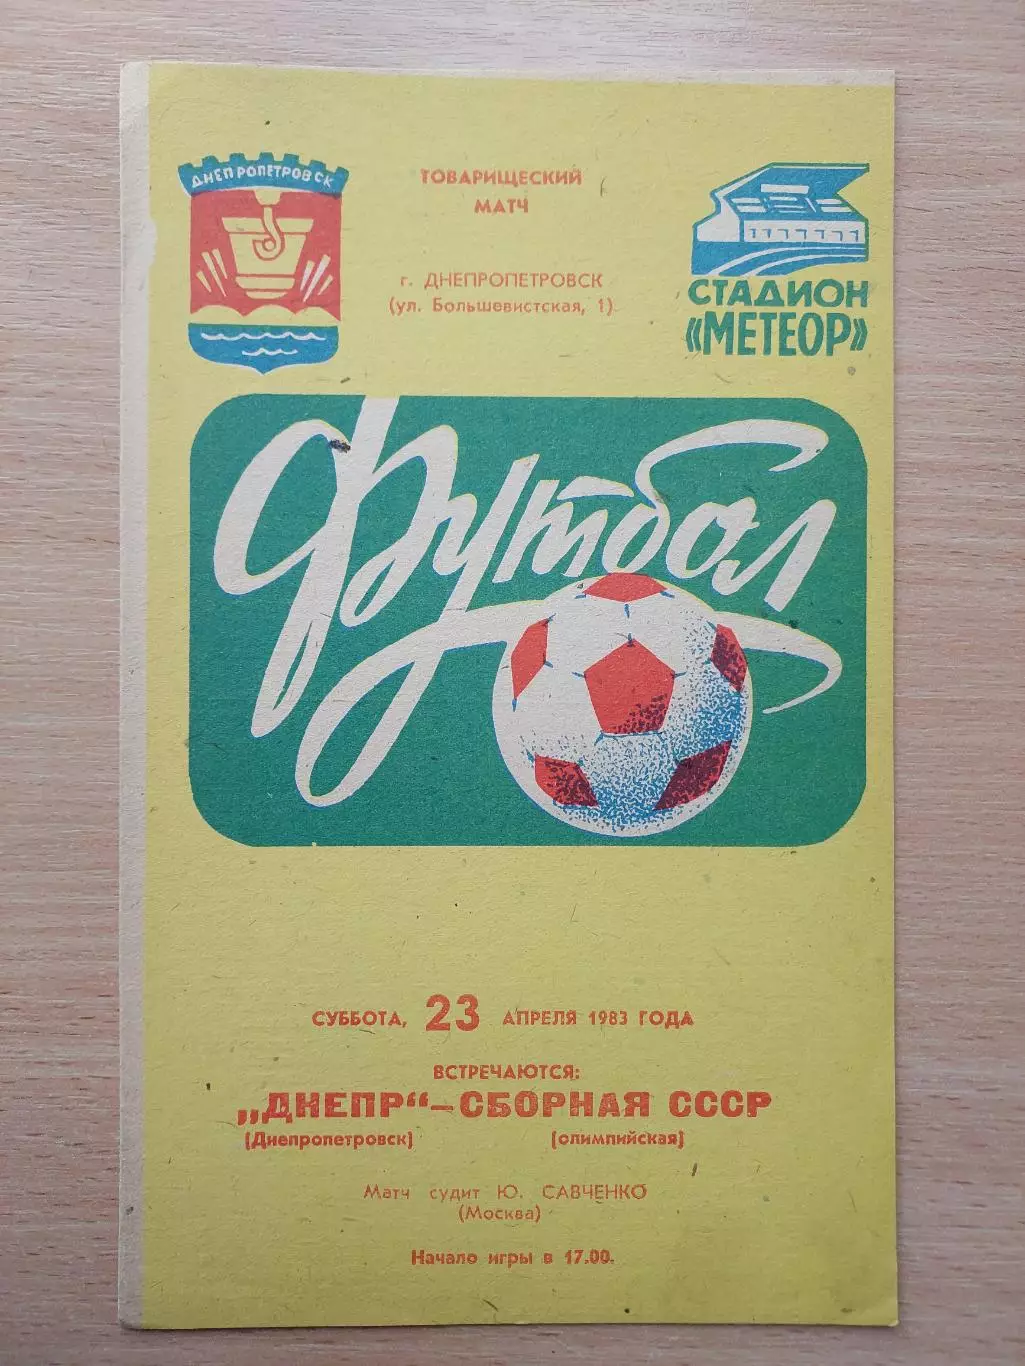 ДНЕПРОПЕТРОВСК
ТОВАРИЩЕСКИЙ
МАТЧ
г. ДНЕПРОПЕТРОВСК
(ул. Большевистская, 1).
СТАДИОН
«МЕТЕОР»
Футбол
СУББОТА, 23 АПРЕЛЯ 1983 ГОДА
ВСТРЕЧАЮТСЯ:
„ДНЕПР“–СБОРНАЯ СССР
(Днепропетровск) (олимпийская)
Матч судит Ю. САВЧЕНКО
(Москва)
Начало игры в 17.00.